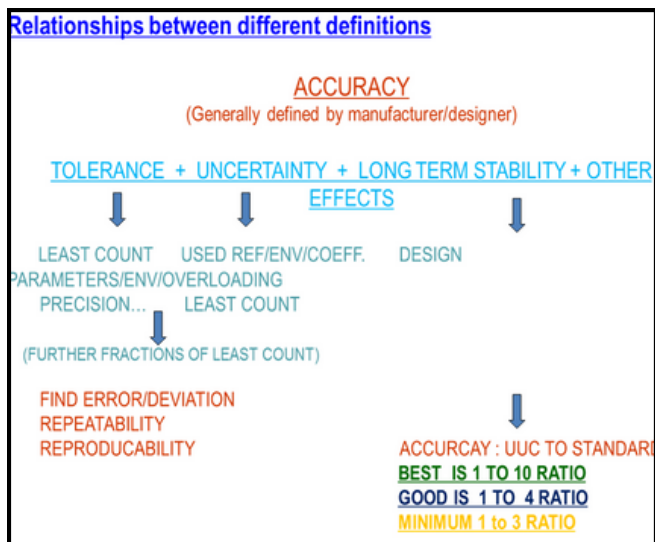 Relationships between different definitions
ACCURACY
(Generally defined by manufacturer/designer)
TOLERANCE + UNCERTAINTY + LONG TERM STABILITY + OTHER
EFFECTS
LEAST COUNT USED REF/ENV/COEFF. DESIGN
PARAMETERS/ENV/OVERLOADING
PRECISION... LEAST COUNT
(FURTHER FRACTIONS OF LEAST COUNT)
FIND ERROR/DEVIATION
REPEATABILITY
REPRODUCABILITY
ACCURCAY : UUC TO STANDARD
BEST IS 1 TO 10 RATIO
GOOD IS 1 TO 4 RATIO
MINIMUM 1 to 3 RATIO